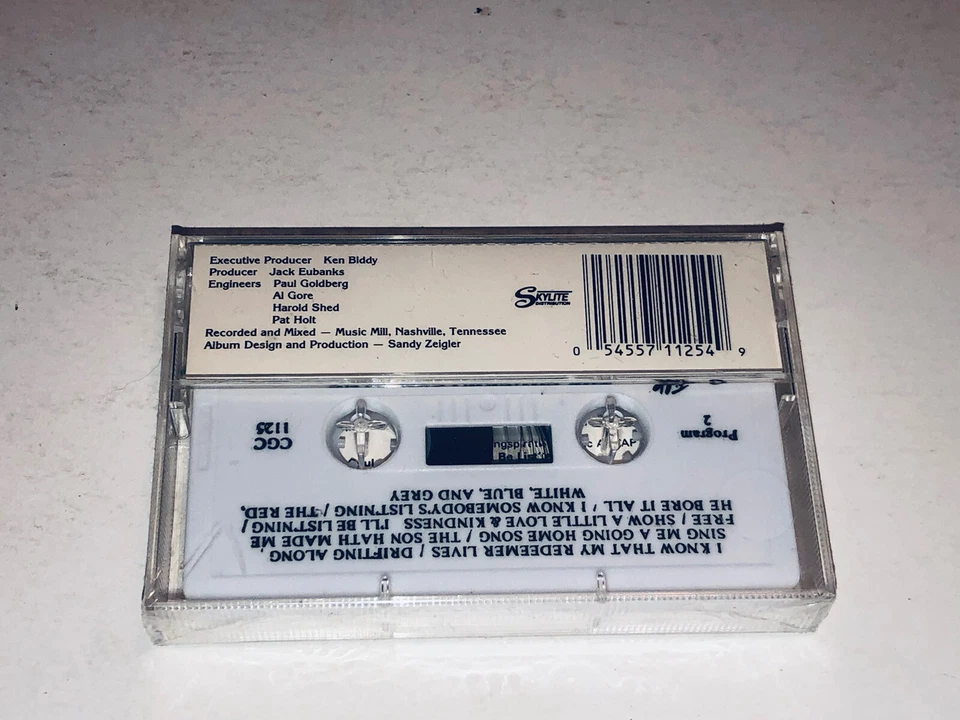 Executive Producer Ken Biddy
Producer Jack Eubanks
Engineers Paul Goldberg
Al Gore
Harold Shed
Pat Holt
Recorded and Mixed — Music Mill, Nashville, Tennessee
Album Design and Production — Sandy Zeigler
SKYLITE
DISTRIBUTION
0 54557 11254 9
Program
2
CGC
1125
I KNOW THAT MY REDEEMER LIVES / DRIFTING ALONG,
SING ME A GOING HOME SONG / THE SON HATH MADE ME
FREE / SHOW A LITTLE LOVE & KINDNESS I'LL BE LISTNING /
HE BORE IT ALL / I KNOW SOMEBODY'S LISTNING / THE RED,
WHITE, BLUE, AND GREY